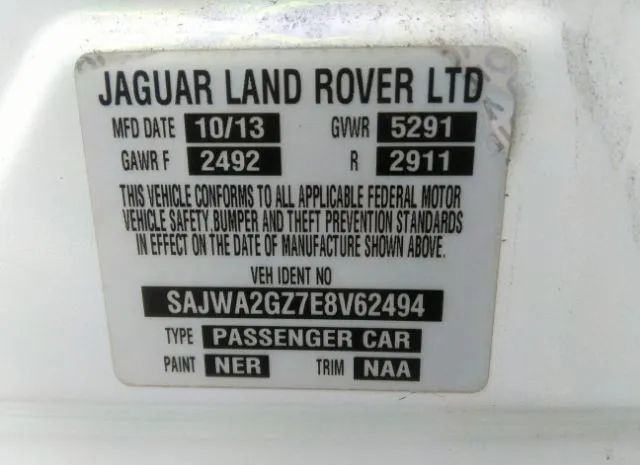 JAGUAR LAND ROVER LTD
MFD DATE 10/13 GVWR 5291
GAWR F 2492 R 2911
THIS VEHICLE CONFORMS TO ALL APPLICABLE FEDERAL MOTOR
VEHICLE SAFETY, BUMPER AND THEFT PREVENTION STANDARDS
IN EFFECT ON THE DATE OF MANUFACTURE SHOWN ABOVE.
VEH IDENT NO
SAJWA2GZ7E8V62494
TYPE PASSENGER CAR
PAINT NER TRIM NAA